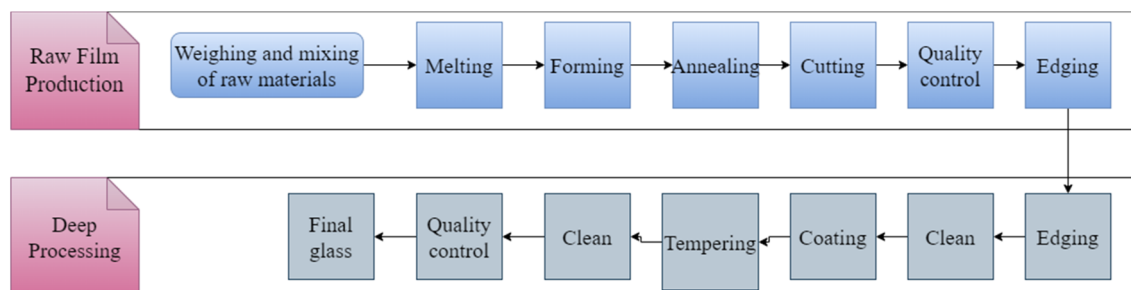 Raw Film
Production
Weighing and mixing
of raw materials
Melting
Forming
Annealing
Cutting
Quality
control
Edging
Deep
Processing
Final
glass
Quality
control
Clean
Tempering
Coating
Clean
Edging